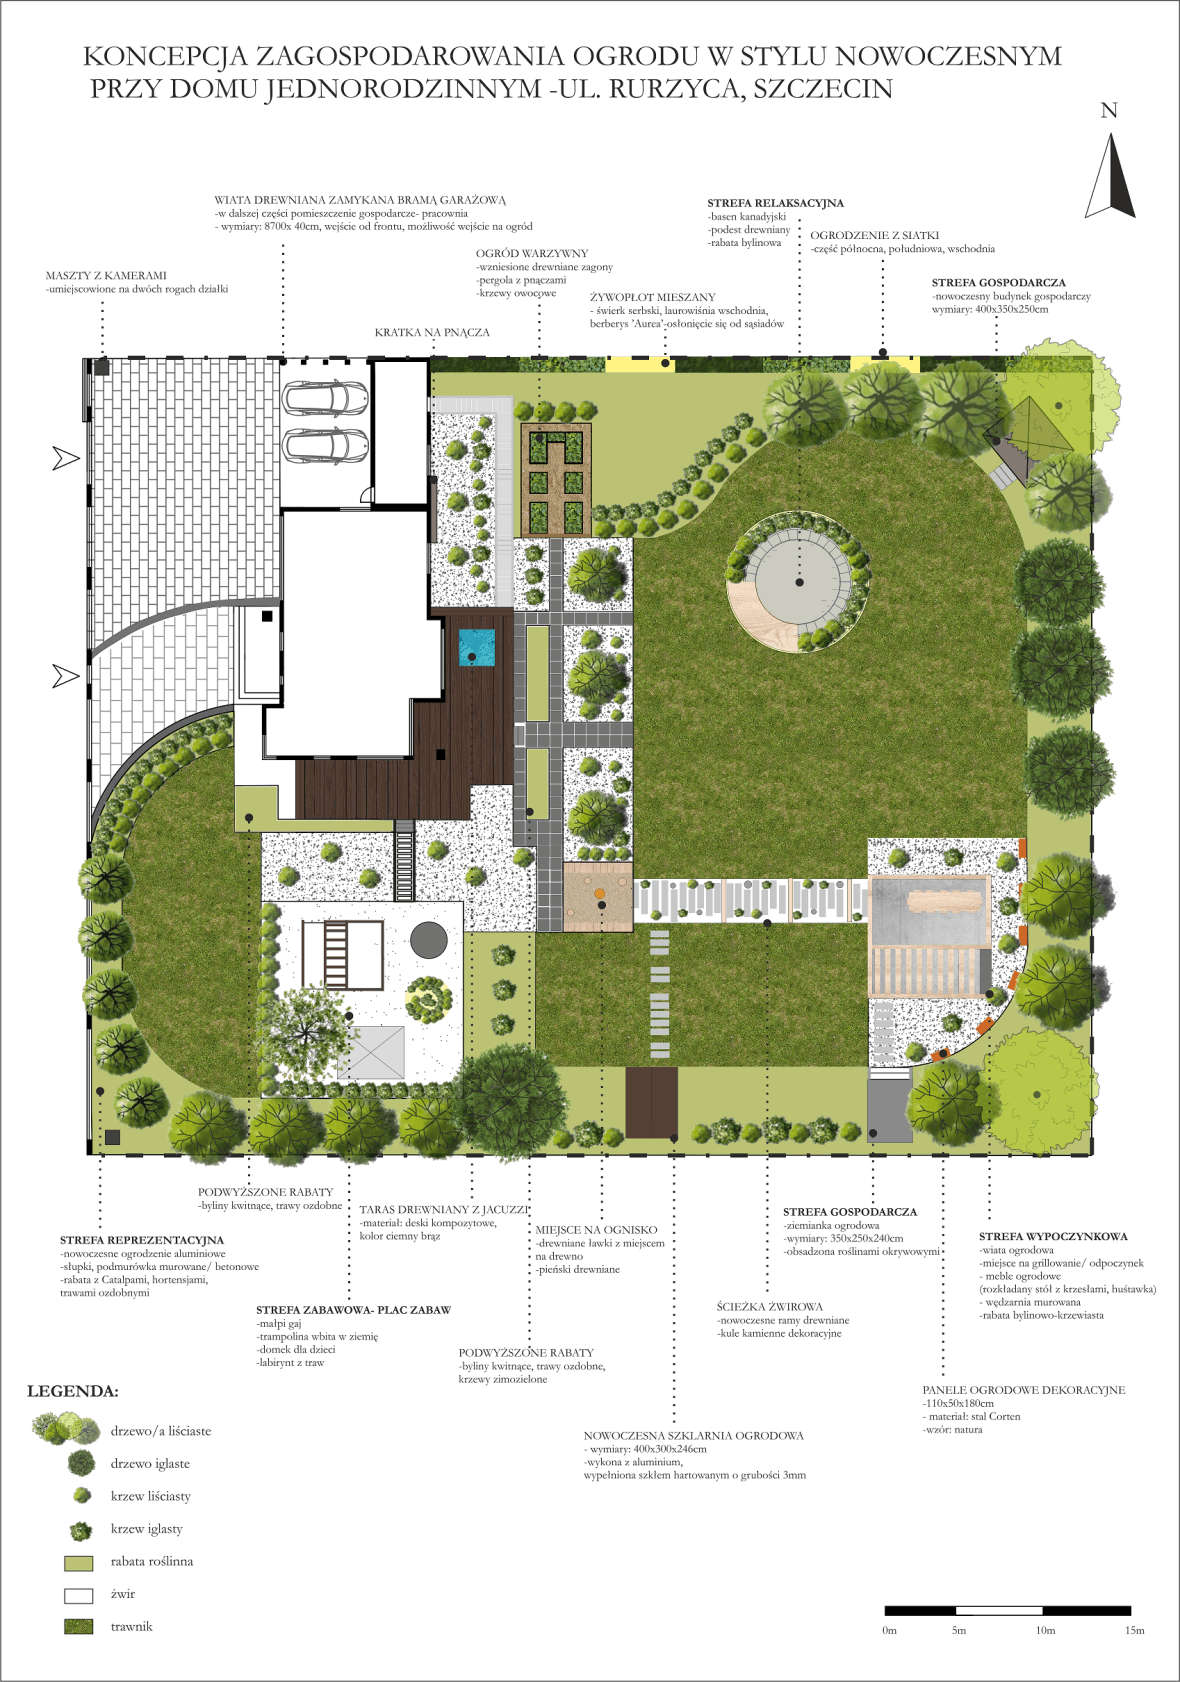 KONCEPCJA ZAGOSPODAROWANIA OGRODU W STYLU NOWOCZESNYM
PRZY DOMU JEDNORODZINNYM -UL. RURZYCA, SZCZECIN
N
WIATA DREWNIANA ZAMYKANA BRAMĄ GARAŻOWĄ
-w dalszej części pomieszczenie gospodarcze- pracownia
- wymiary: 8700x 40cm, wejście od frontu, możliwość wejście na ogród
STREFA RELAKSACYJNA
-basen kanadyjski
-podest drewniany
-rabata bylinowa
OGRODZENIE Z SIATKI
-część północna, południowa, wschodnia
OGRÓD WARZYWNY
-wzniesione drewniane zagony
-pergola z pnączami
-krzewy owocowe
MASZTY Z KAMERAMI
-umiejscowione na dwóch rogach działki
STREFA GOSPODARCZA
-nowoczesny budynek gospodarczy
wymiary: 400x350x250cm
ŻYWOPŁOT MIESZANY
- świerk serbski, laurowiśnia wschodnia,
berberys 'Aurea'-osłonięcie się od sąsiadów
KRATKA NA PNĄCZA
PODWYŻSZONE RABATY
-byliny kwitnące, trawy ozdobne
TARAS DREWNIANY Z JACUZZI
-materiał: deski kompozytowe,
kolor ciemny brąz
MIEJSCE NA OGNISKO
-drewniane ławki z miejscem
na drewno
-pieński drewniane
STREFA GOSPODARCZA
-ziemianka ogrodowa
-wymiary: 350x250x240cm
-obsadzona roślinami okrywowymi
STREFA WYPOCZYNKOWA
-wiata ogrodowa
-miejsce na grillowanie/ odpoczynek
- meble ogrodowe
(rozkładany stół z krzesłami, huśtawka)
- wędzarnia murowana
-rabata bylinowo-krzewiasta
STREFA REPREZENTACYJNA
-nowoczesne ogrodzenie aluminiowe
-słupki, podmurówka murowane/ betonowe
-rabata z Catalpami, hortensjami,
trawami ozdobnymi
STREFA ZABAWOWA- PLAC ZABAW
-małpi gaj
-trampolina wbita w ziemię
-domek dla dzieci
-labirynt z traw
ŚCIEŻKA ŻWIROWA
-nowoczesne ramy drewniane
-kule kamienne dekoracyjne
PODWYŻSZONE RABATY
-byliny kwitnące, trawy ozdobne,
krzewy zimozielone
PANELE OGRODOWE DEKORACYJNE
-110x50x180cm
- materiał: stal Corten
-wzór: natura
NOWOCZESNA SZKLARNIA OGRODOWA
- wymiary: 400x300x246cm
-wykona z aluminium,
wypełniona szkłem hartowanym o grubości 3mm
LEGENDA:
drzewo/a liściaste
drzewo iglaste
krzew liściasty
krzew iglasty
rabata roślinna
żwir
trawnik
0m 5m 10m 15m